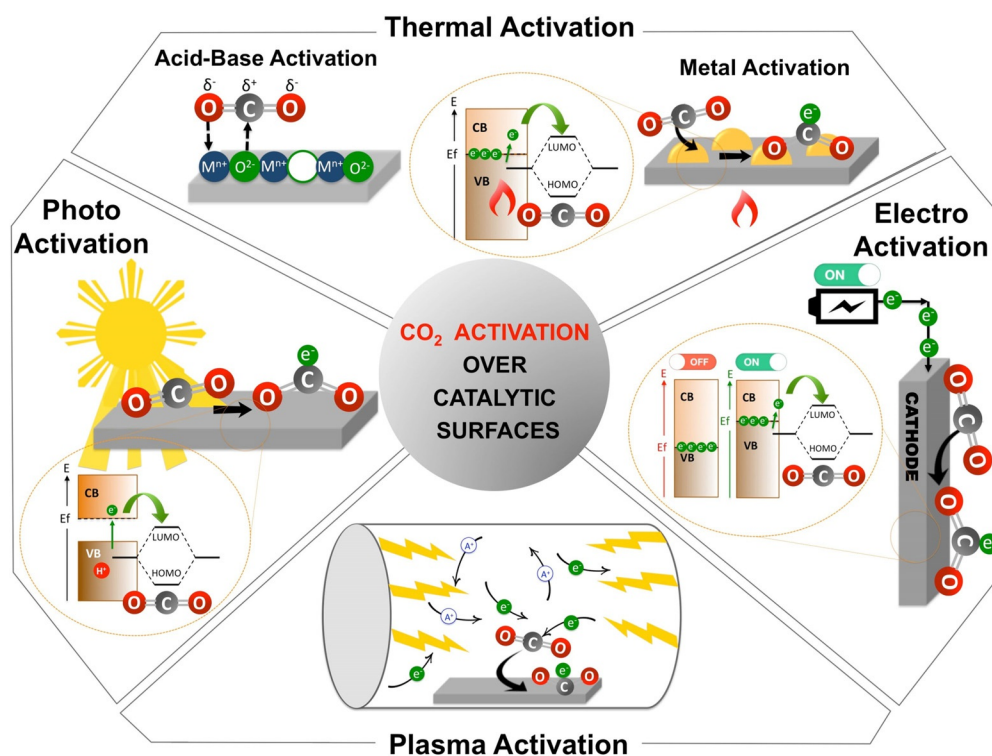 Thermal Activation
Acid-Base Activation
δ⁻ δ⁺ δ⁻
O C O
Mⁿ⁺ O²⁻ Mⁿ⁺ Mⁿ⁺ O²⁻
E
CB
e⁻
Ef
e⁻ e⁻ e⁻
VB
LUMO
HOMO
O C O
Metal Activation
O C O
e⁻
O C O
Photo
Activation
O C O
e⁻
O C O
E
CB
Ef
e⁻
VB
H⁺
LUMO
HOMO
O C O
CO₂ ACTIVATION
OVER
CATALYTIC
SURFACES
Electro
Activation
ON
e⁻
e⁻
e⁻
CATHODE
O
C
O
O
C e⁻
O
OFF
E
CB
Ef
e⁻ e⁻ e⁻ e⁻
VB
ON
E
CB
e⁻
Ef
e⁻ e⁻ e⁻
VB
LUMO
HOMO
O C O
A⁺
e⁻
A⁺
e⁻
A⁺
e⁻
e⁻
O C O
e⁻
O C O
Plasma Activation